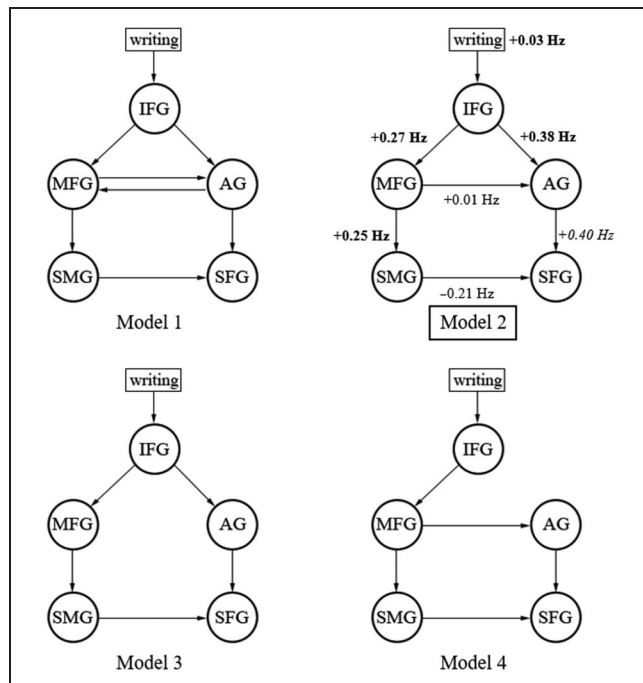 writing
IFG
MFG
AG
SMG
SFG
Model 1
writing
+0.03 Hz
IFG
+0.27 Hz
+0.38 Hz
MFG
AG
+0.01 Hz
+0.25 Hz
+0.40 Hz
SMG
SFG
−0.21 Hz
Model 2
writing
IFG
MFG
AG
SMG
SFG
Model 3
writing
IFG
MFG
AG
SMG
SFG
Model 4